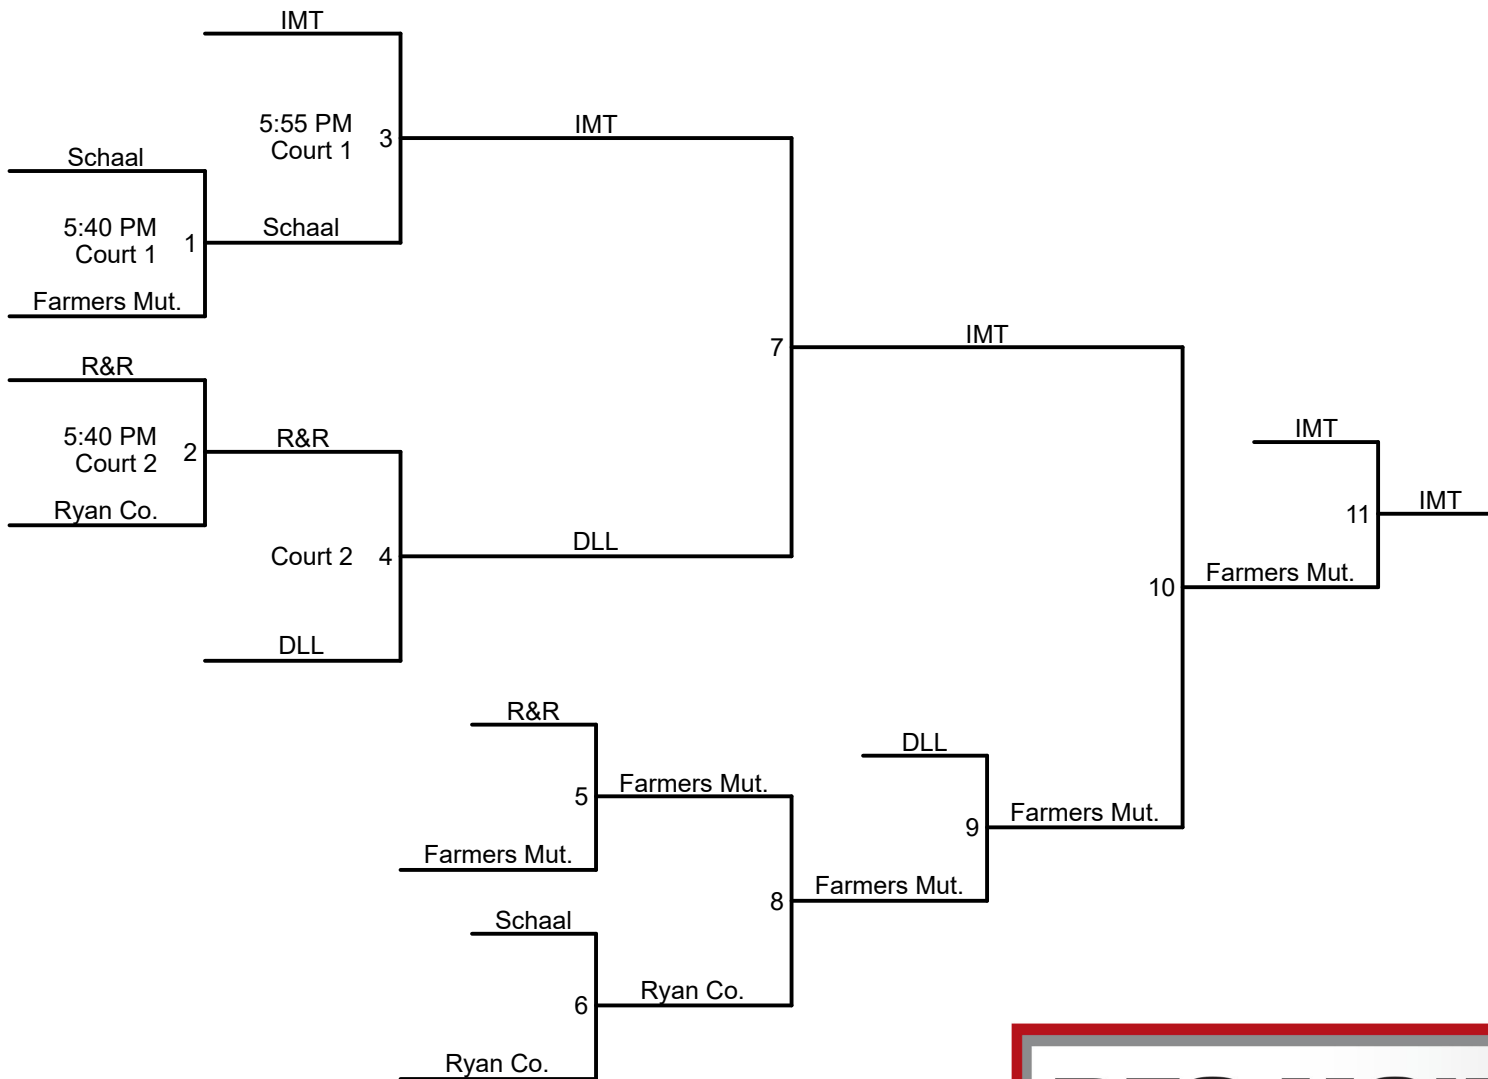 IMT
5:55 PM
Court 1
3
IMT
Schaal
5:40 PM
Court 1
1
Schaal
Farmers Mut.
R&R
5:40 PM
Court 2
2
R&R
Ryan Co.
Court 2
4
DLL
DLL
7
IMT
R&R
5
Farmers Mut.
Farmers Mut.
Schaal
6
Ryan Co.
Ryan Co.
8
Farmers Mut.
DLL
9
Farmers Mut.
10
Farmers Mut.
IMT
11
IMT